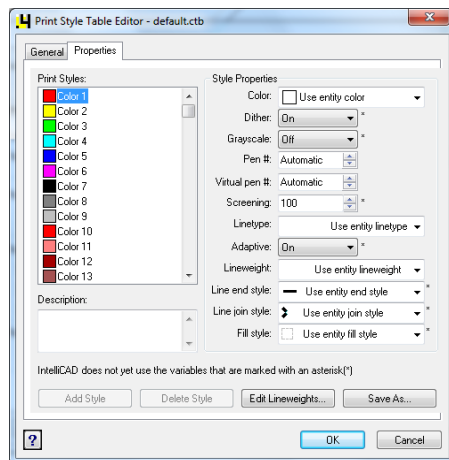 Print Style Table Editor - default.ctb
General
Properties
Print Styles:
Color 1
Color 2
Color 3
Color 4
Color 5
Color 6
Color 7
Color 8
Color 9
Color 10
Color 11
Color 12
Color 13
Description:
Style Properties
Color: Use entity color
Dither: On *
Grayscale: Off *
Pen #: Automatic
Virtual pen #: Automatic
Screening: 100 *
Linetype: Use entity linetype
Adaptive: On *
Lineweight: Use entity lineweight
Line end style: Use entity end style *
Line join style: Use entity join style *
Fill style: Use entity fill style *
IntelliCAD does not yet use the variables that are marked with an asterisk(*)
Add Style Delete Style Edit Lineweights... Save As...
? OK Cancel